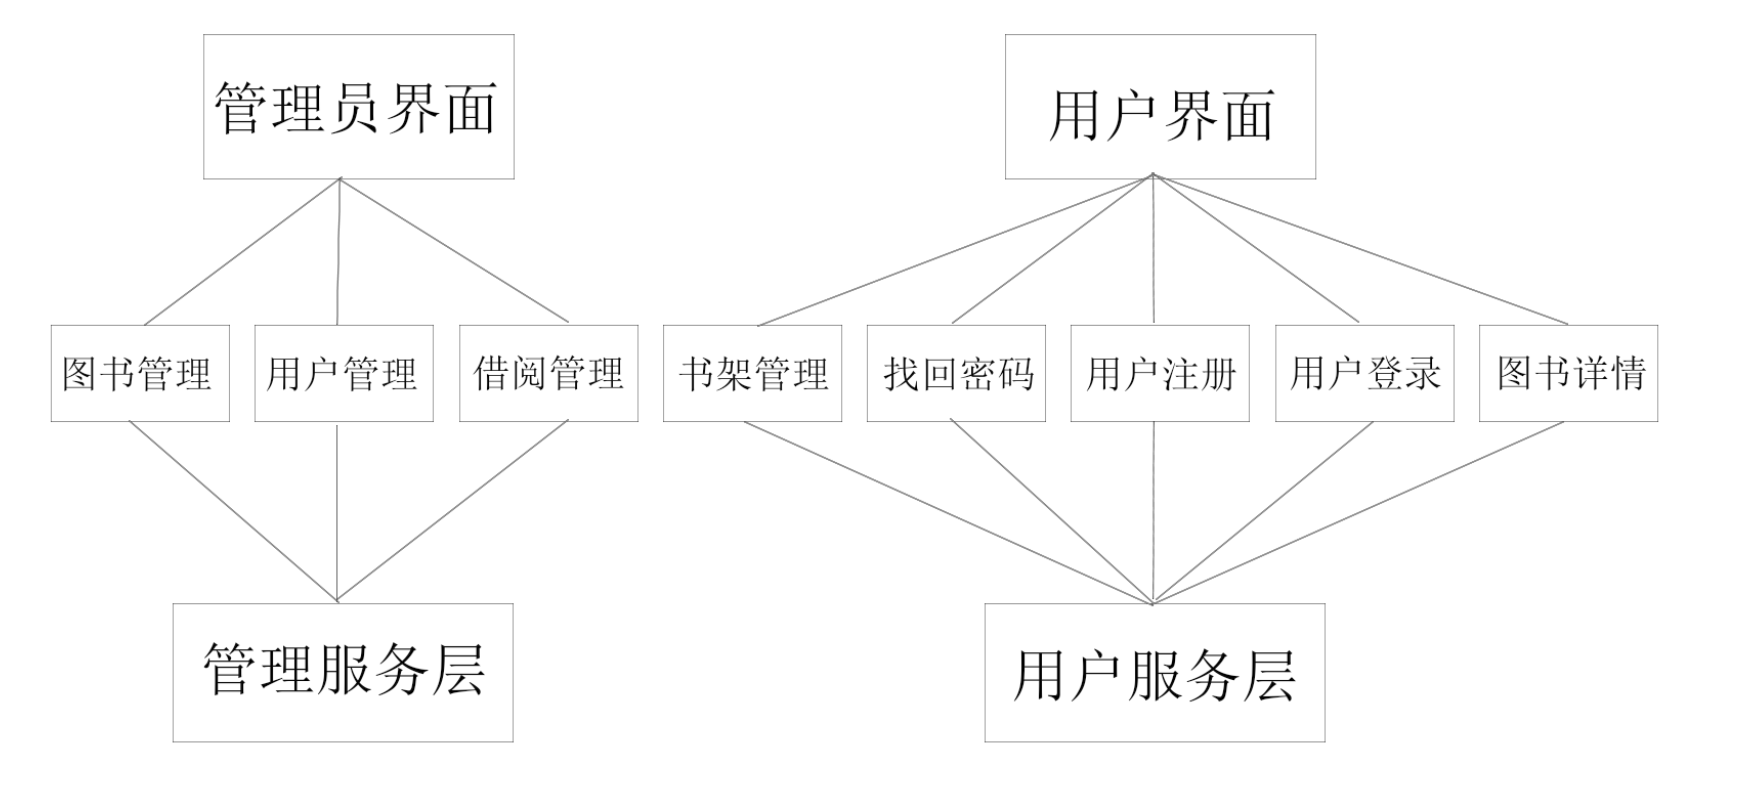 管理员界面
用户界面
图书管理
用户管理
借阅管理
书架管理
找回密码
用户注册
用户登录
图书详情
管理服务层
用户服务层